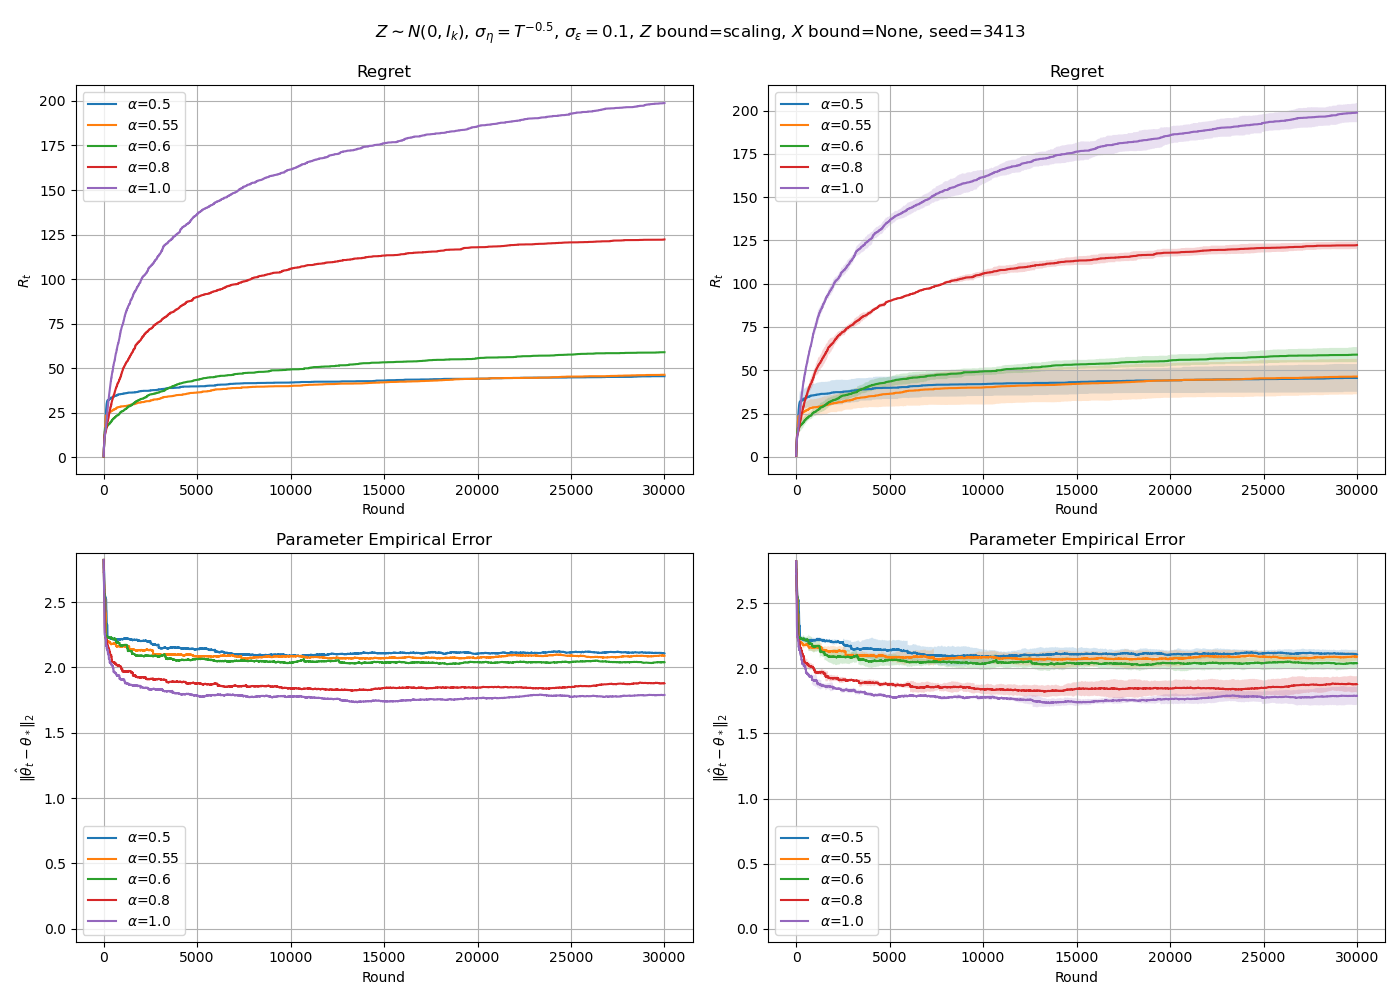 Z ∼ N(0, I_k), σ_η = T^{−0.5}, σ_ε = 0.1, Z bound=scaling, X bound=None, seed=3413
Regret
R_t
200
175
150
125
100
75
50
25
0
α=0.5
α=0.55
α=0.6
α=0.8
α=1.0
0 5000 10000 15000 20000 25000 30000
Round
Regret
R_t
200
175
150
125
100
75
50
25
0
α=0.5
α=0.55
α=0.6
α=0.8
α=1.0
0 5000 10000 15000 20000 25000 30000
Round
Parameter Empirical Error
‖θ̂_t − θ_*‖_2
2.5
2.0
1.5
1.0
0.5
0.0
α=0.5
α=0.55
α=0.6
α=0.8
α=1.0
0 5000 10000 15000 20000 25000 30000
Round
Parameter Empirical Error
‖θ̂_t − θ_*‖_2
2.5
2.0
1.5
1.0
0.5
0.0
α=0.5
α=0.55
α=0.6
α=0.8
α=1.0
0 5000 10000 15000 20000 25000 30000
Round